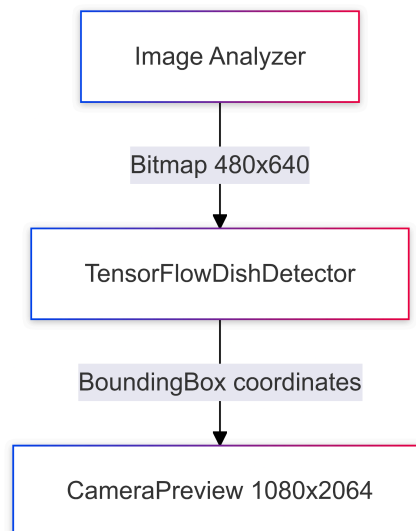 Image Analyzer
Bitmap 480x640
TensorFlowDishDetector
BoundingBox coordinates
CameraPreview 1080x2064